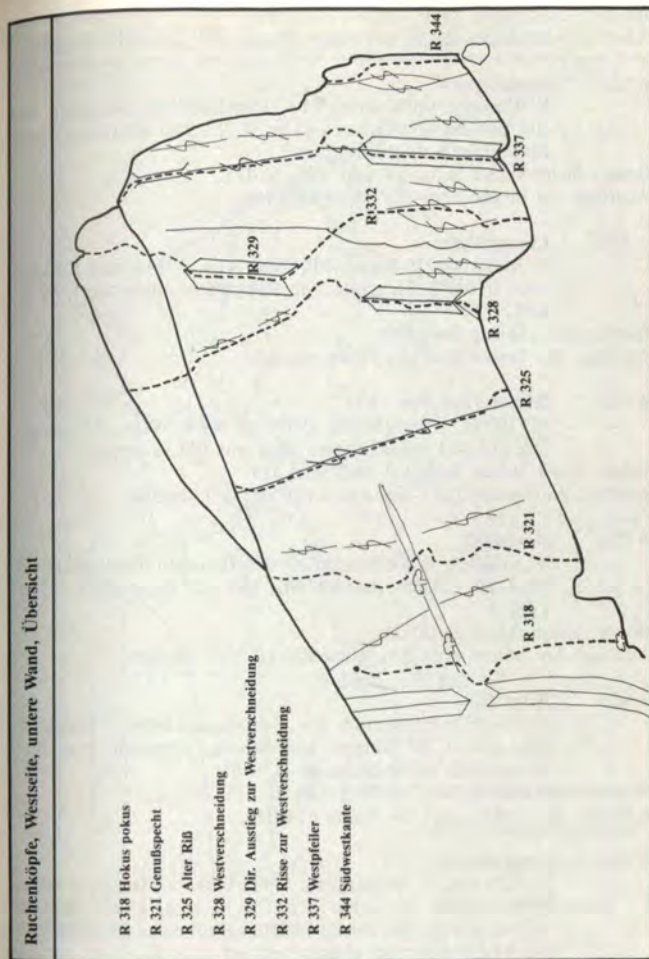 Ruchenköpfe, Westseite, untere Wand, Übersicht
R 318 Hokus pokus
R 321 Genußspecht
R 325 Alter Riß
R 328 Westverschneidung
R 329 Dir. Ausstieg zur Westverschneidung
R 332 Risse zur Westverschneidung
R 337 Westpfeiler
R 344 Südwestkante
R 318
R 321
R 325
R 328
R 329
R 332
R 337
R 344